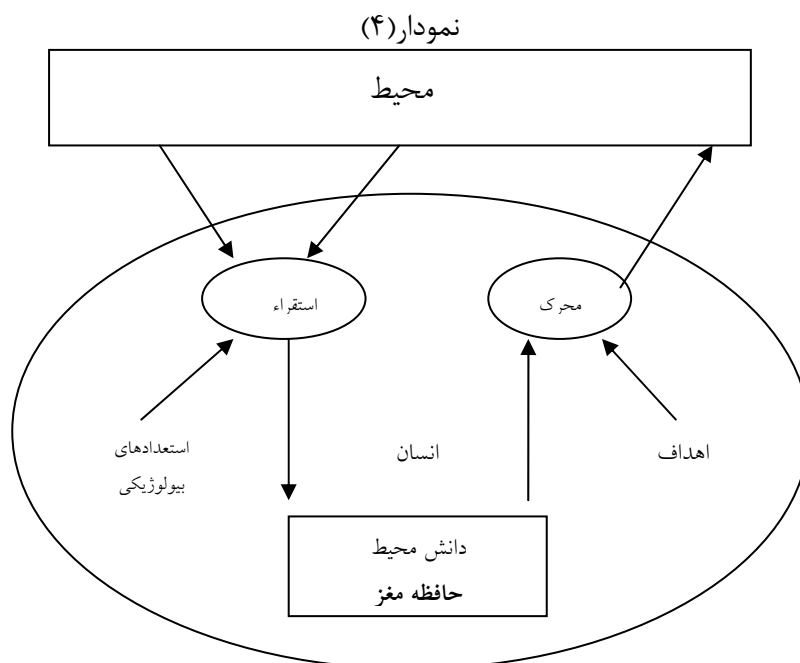 نمودار(۴)
محیط
استقراء
محرک
استعدادهای
بیولوژیکی
انسان
اهداف
دانش محیط
حافظه مغز